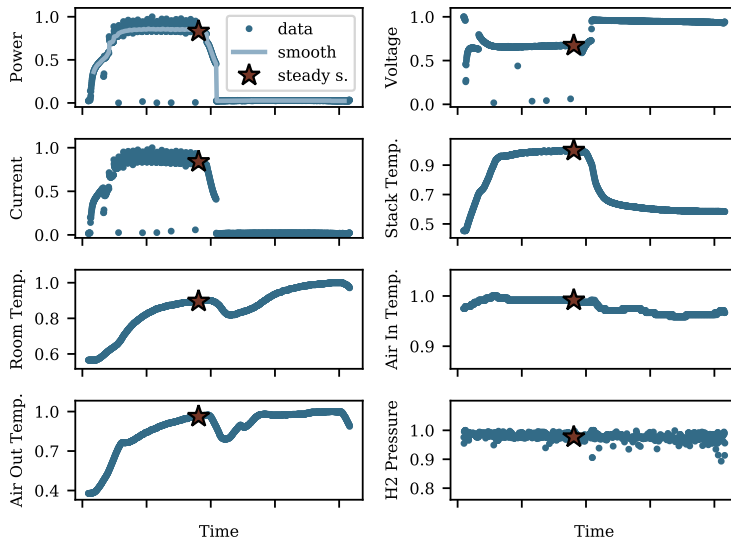 Power
1.0
0.5
0.0
data
smooth
steady s.
Voltage
1.0
0.5
0.0
Current
1.0
0.5
0.0
Stack Temp.
0.9
0.7
0.5
Room Temp.
1.0
0.8
0.6
Air In Temp.
1.0
0.9
Air Out Temp.
1.0
0.7
0.4
Time
H2 Pressure
1.0
0.9
0.8
Time